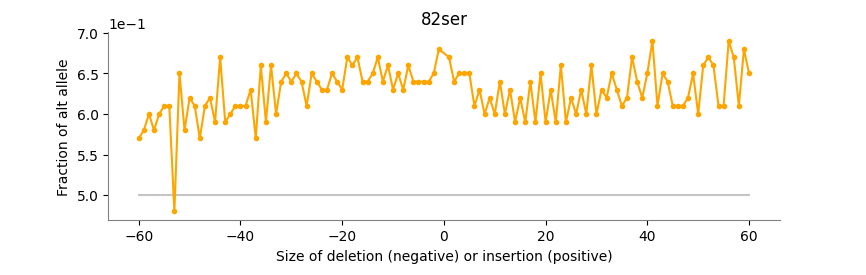 82ser
1e−1
7.0
6.5
6.0
5.5
5.0
Fraction of alt allele
−60 −40 −20 0 20 40 60
Size of deletion (negative) or insertion (positive)